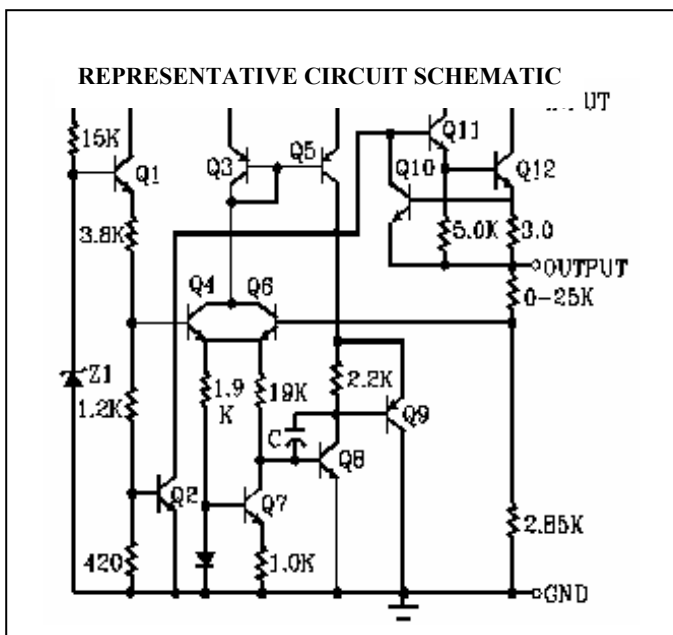 REPRESENTATIVE CIRCUIT SCHEMATIC
15K
Q1
Q3
Q5
Q11
Q10
Q12
3.8K
5.0K
3.0
OUTPUT
Q4
Q6
0-25K
Z1
1.2K
1.9
K
19K
2.2K
Q9
C
Q8
Q2
Q7
2.85K
420
1.0K
GND